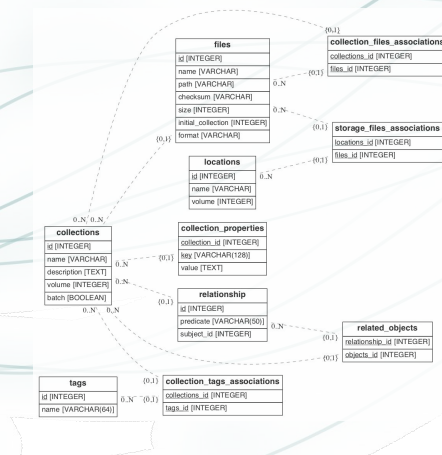 {0,1}
files
id [INTEGER]
name [VARCHAR]
path [VARCHAR]
checksum [VARCHAR]
size [INTEGER]
initial_collection [INTEGER]
format [VARCHAR]
0..N
0..N
{0,1}
collection_files_associations
collections_id [INTEGER]
files_id [INTEGER]
{0,1}
{0,1}
storage_files_associations
locations_id [INTEGER]
files_id [INTEGER]
{0,1}
locations
id [INTEGER]
name [VARCHAR]
volume [INTEGER]
0..N
0..N 0..N
collections
id [INTEGER]
name [VARCHAR]
description [TEXT]
volume [INTEGER]
batch [BOOLEAN]
0..N
0..N
0..N 0..N
{0,1}
collection_properties
collection_id [INTEGER]
key [VARCHAR(128)]
value [TEXT]
{0,1}
relationship
id [INTEGER]
predicate [VARCHAR(50)]
subject_id [INTEGER]
0..N
related_objects
{0,1}
relationship_id [INTEGER]
objects_id [INTEGER]
{0,1}
tags
id [INTEGER]
name [VARCHAR(64)]
0..N
{0,1}
{0,1}
collection_tags_associations
collections_id [INTEGER]
tags_id [INTEGER]